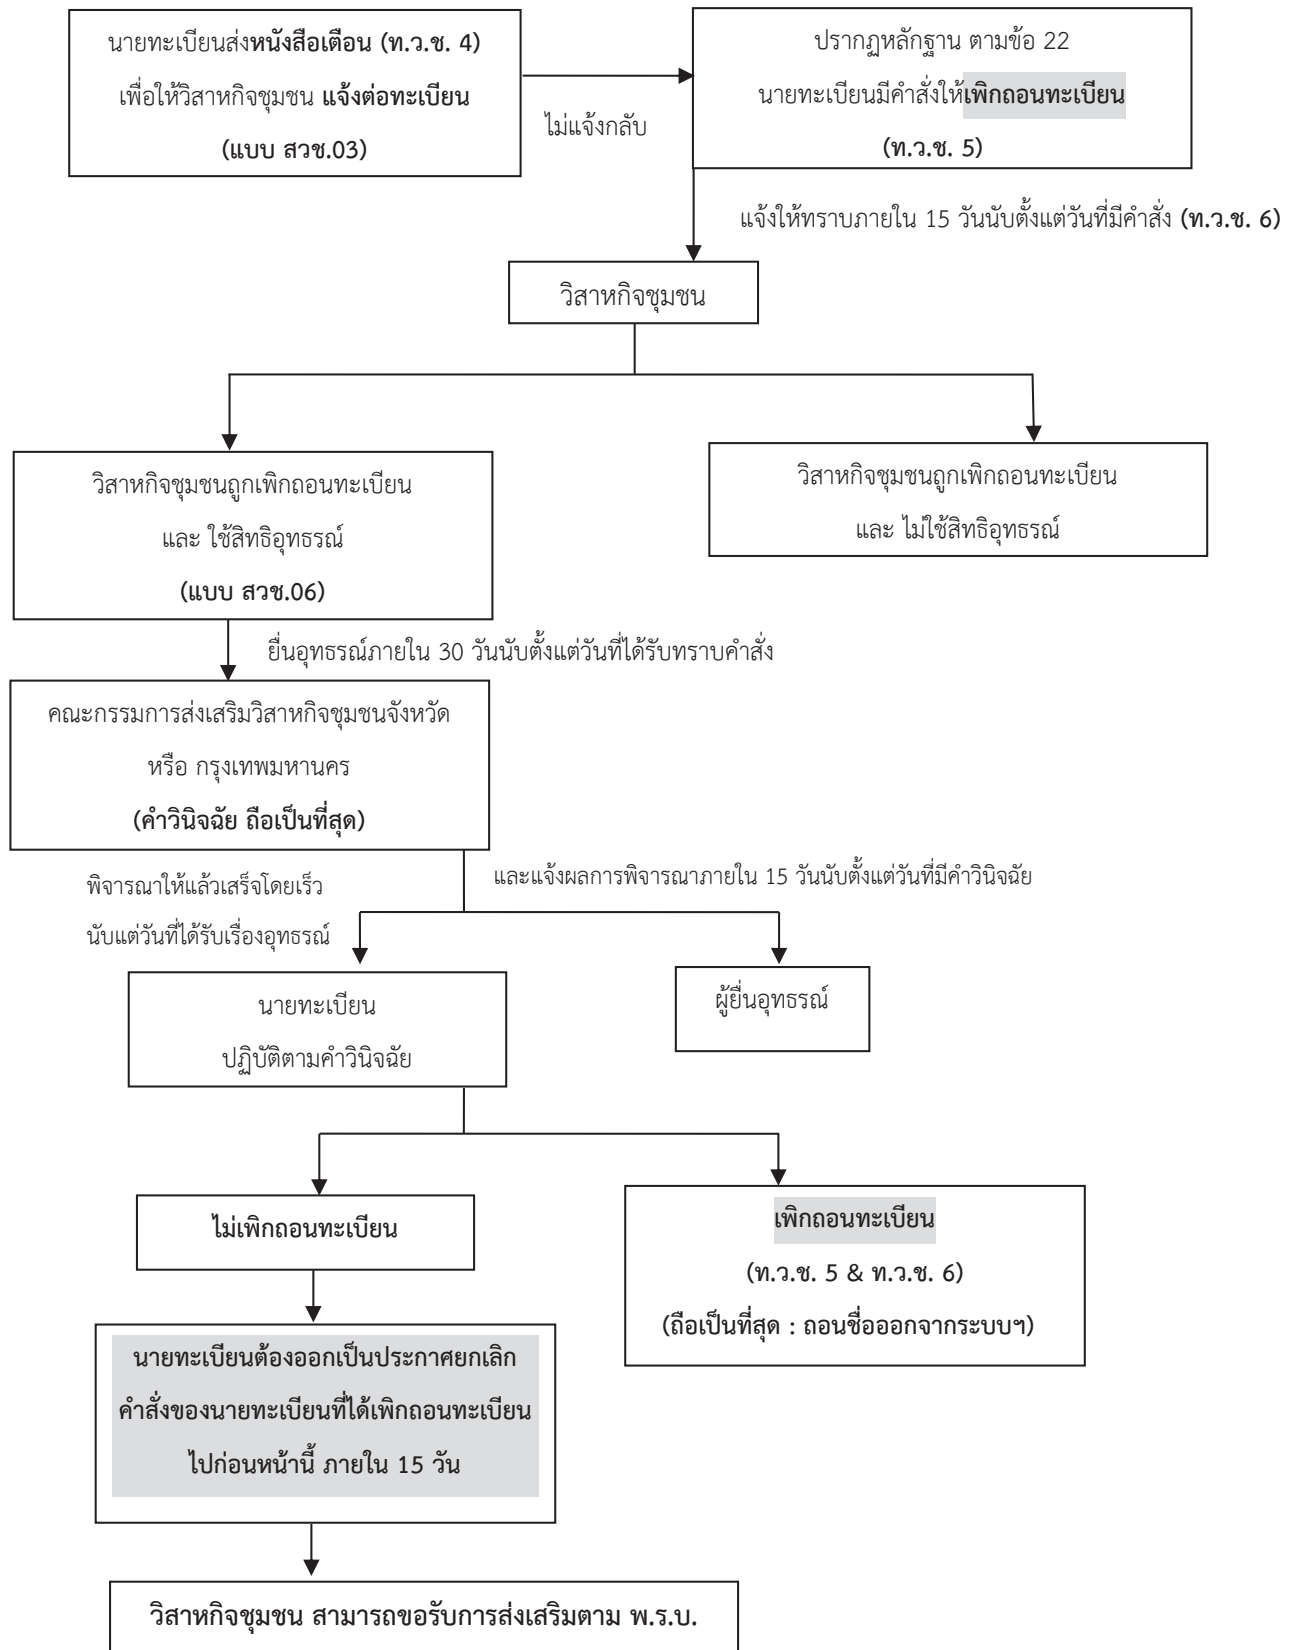 นายทะเบียนส่งหนังสือเตือน (ท.ว.ช. 4)
เพื่อให้วิสาหกิจชุมชน แจ้งต่อทะเบียน
(แบบ สวช.03)
ไม่แจ้งกลับ
ปรากฏหลักฐาน ตามข้อ 22
นายทะเบียนมีคำสั่งให้เพิกถอนทะเบียน
(ท.ว.ช. 5)
แจ้งให้ทราบภายใน 15 วันนับตั้งแต่วันที่มีคำสั่ง (ท.ว.ช. 6)
วิสาหกิจชุมชน
วิสาหกิจชุมชนถูกเพิกถอนทะเบียน
และ ใช้สิทธิอุทธรณ์
(แบบ สวช.06)
วิสาหกิจชุมชนถูกเพิกถอนทะเบียน
และ ไม่ใช้สิทธิอุทธรณ์
ยื่นอุทธรณ์ภายใน 30 วันนับตั้งแต่วันที่ได้รับทราบคำสั่ง
คณะกรรมการส่งเสริมวิสาหกิจชุมชนจังหวัด
หรือ กรุงเทพมหานคร
(คำวินิจฉัย ถือเป็นที่สุด)
พิจารณาให้แล้วเสร็จโดยเร็ว
นับแต่วันที่ได้รับเรื่องอุทธรณ์
และแจ้งผลการพิจารณาภายใน 15 วันนับตั้งแต่วันที่มีคำวินิจฉัย
นายทะเบียน
ปฏิบัติตามคำวินิจฉัย
ผู้ยื่นอุทธรณ์
ไม่เพิกถอนทะเบียน
เพิกถอนทะเบียน
(ท.ว.ช. 5 & ท.ว.ช. 6)
(ถือเป็นที่สุด : ถอนชื่อออกจากระบบฯ)
นายทะเบียนต้องออกเป็นประกาศยกเลิก
คำสั่งของนายทะเบียนที่ได้เพิกถอนทะเบียน
ไปก่อนหน้านี้ ภายใน 15 วัน
วิสาหกิจชุมชน สามารถขอรับการส่งเสริมตาม พ.ร.บ.